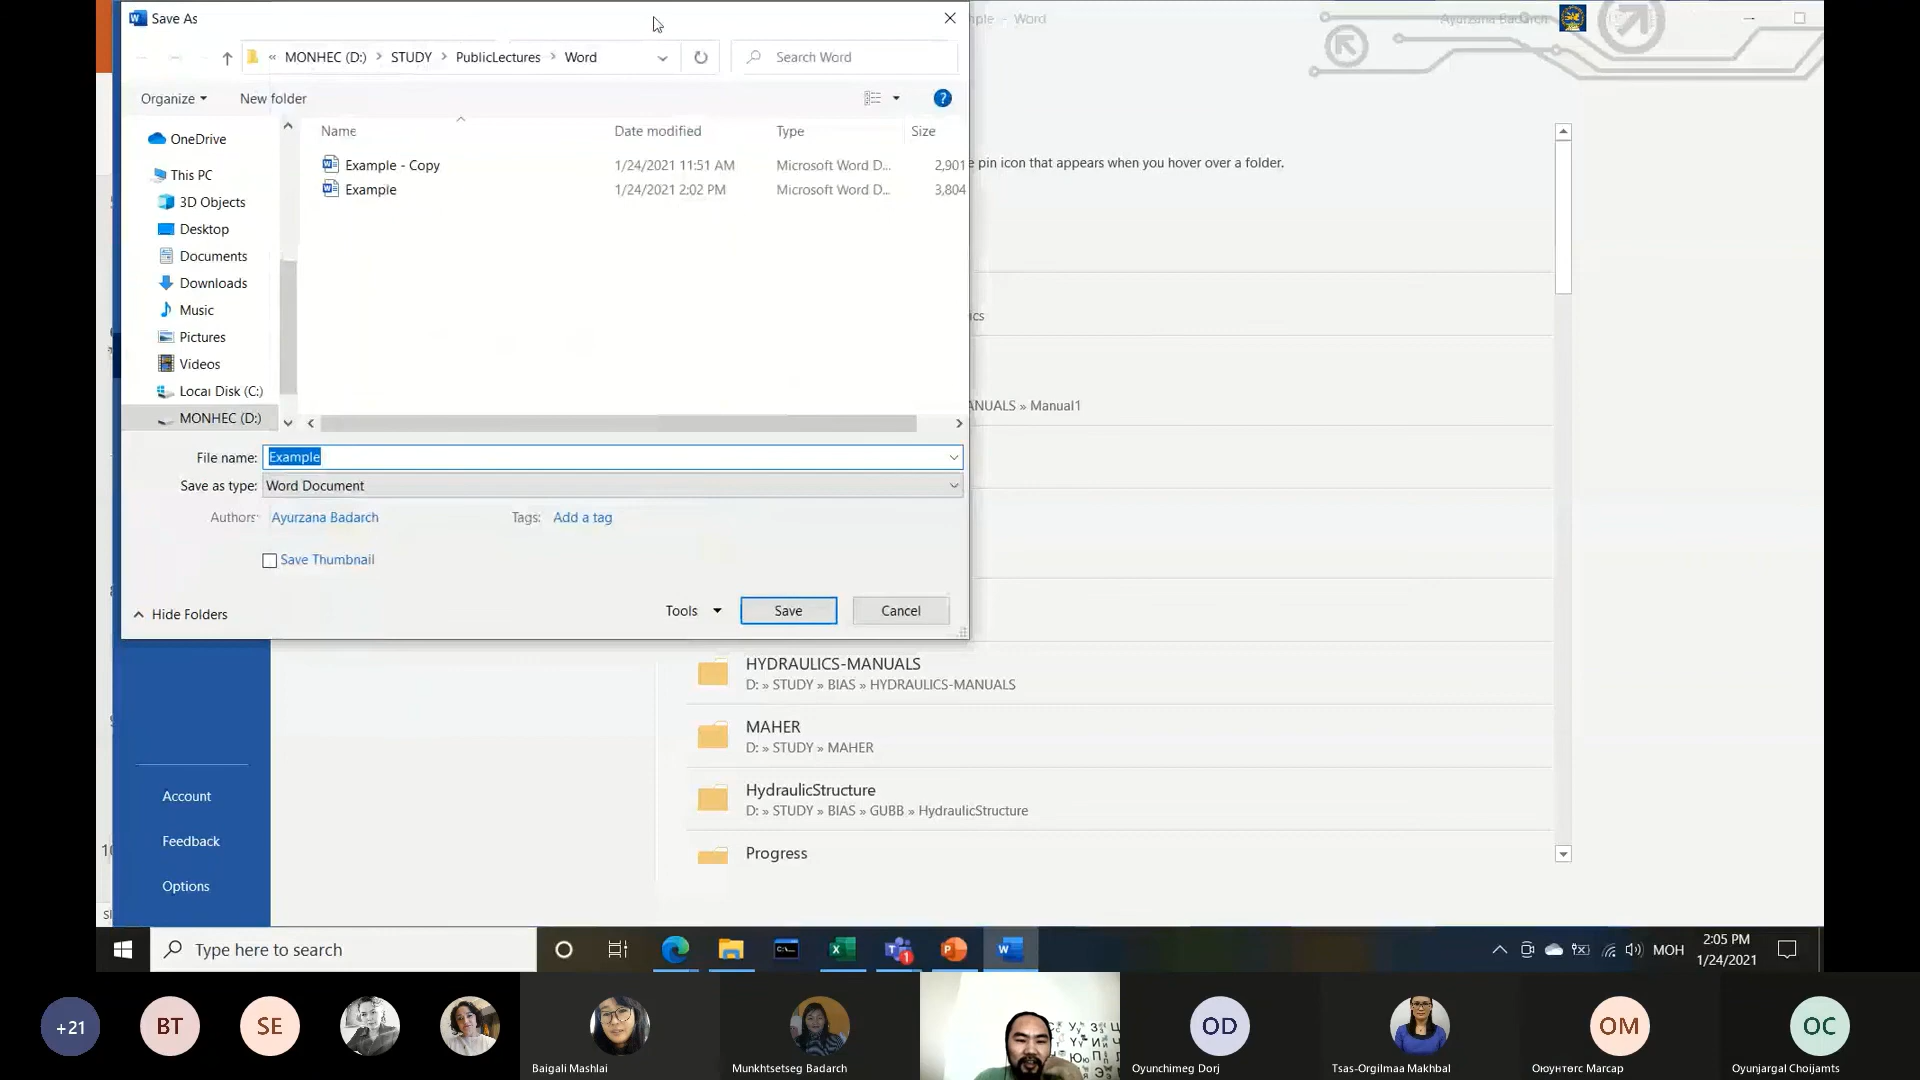 Save As
Example - Word
Ayurzana Badarch
« MONHEC (D:) > STUDY > PublicLectures > Word
Search Word
Organize
New folder
?
OneDrive
This PC
3D Objects
Desktop
Documents
Downloads
Music
Pictures
Videos
Local Disk (C:)
MONHEC (D:)
Name
Date modified
Type
Size
Example - Copy
1/24/2021 11:51 AM
Microsoft Word D...
2,901
Example
1/24/2021 2:02 PM
Microsoft Word D...
3,804
pin icon that appears when you hover over a folder.
ANUALS » Manual1
File name:
Example
Save as type:
Word Document
Authors:
Ayurzana Badarch
Tags:
Add a tag
Save Thumbnail
Hide Folders
Tools
Save
Cancel
HYDRAULICS-MANUALS
D: » STUDY » BIAS » HYDRAULICS-MANUALS
MAHER
D: » STUDY » MAHER
HydraulicStructure
D: » STUDY » BIAS » GUBB » HydraulicStructure
Progress
Account
Feedback
Options
Type here to search
MOH
2:05 PM
1/24/2021
+21
BT
SE
Baigali Mashlai
Munkhtsetseg Badarch
OD
Oyunchimeg Dorj
Tsas-Orgilmaa Makhbal
OM
Оюунтөгс Марсар
OC
Oyunjargal Choijamts